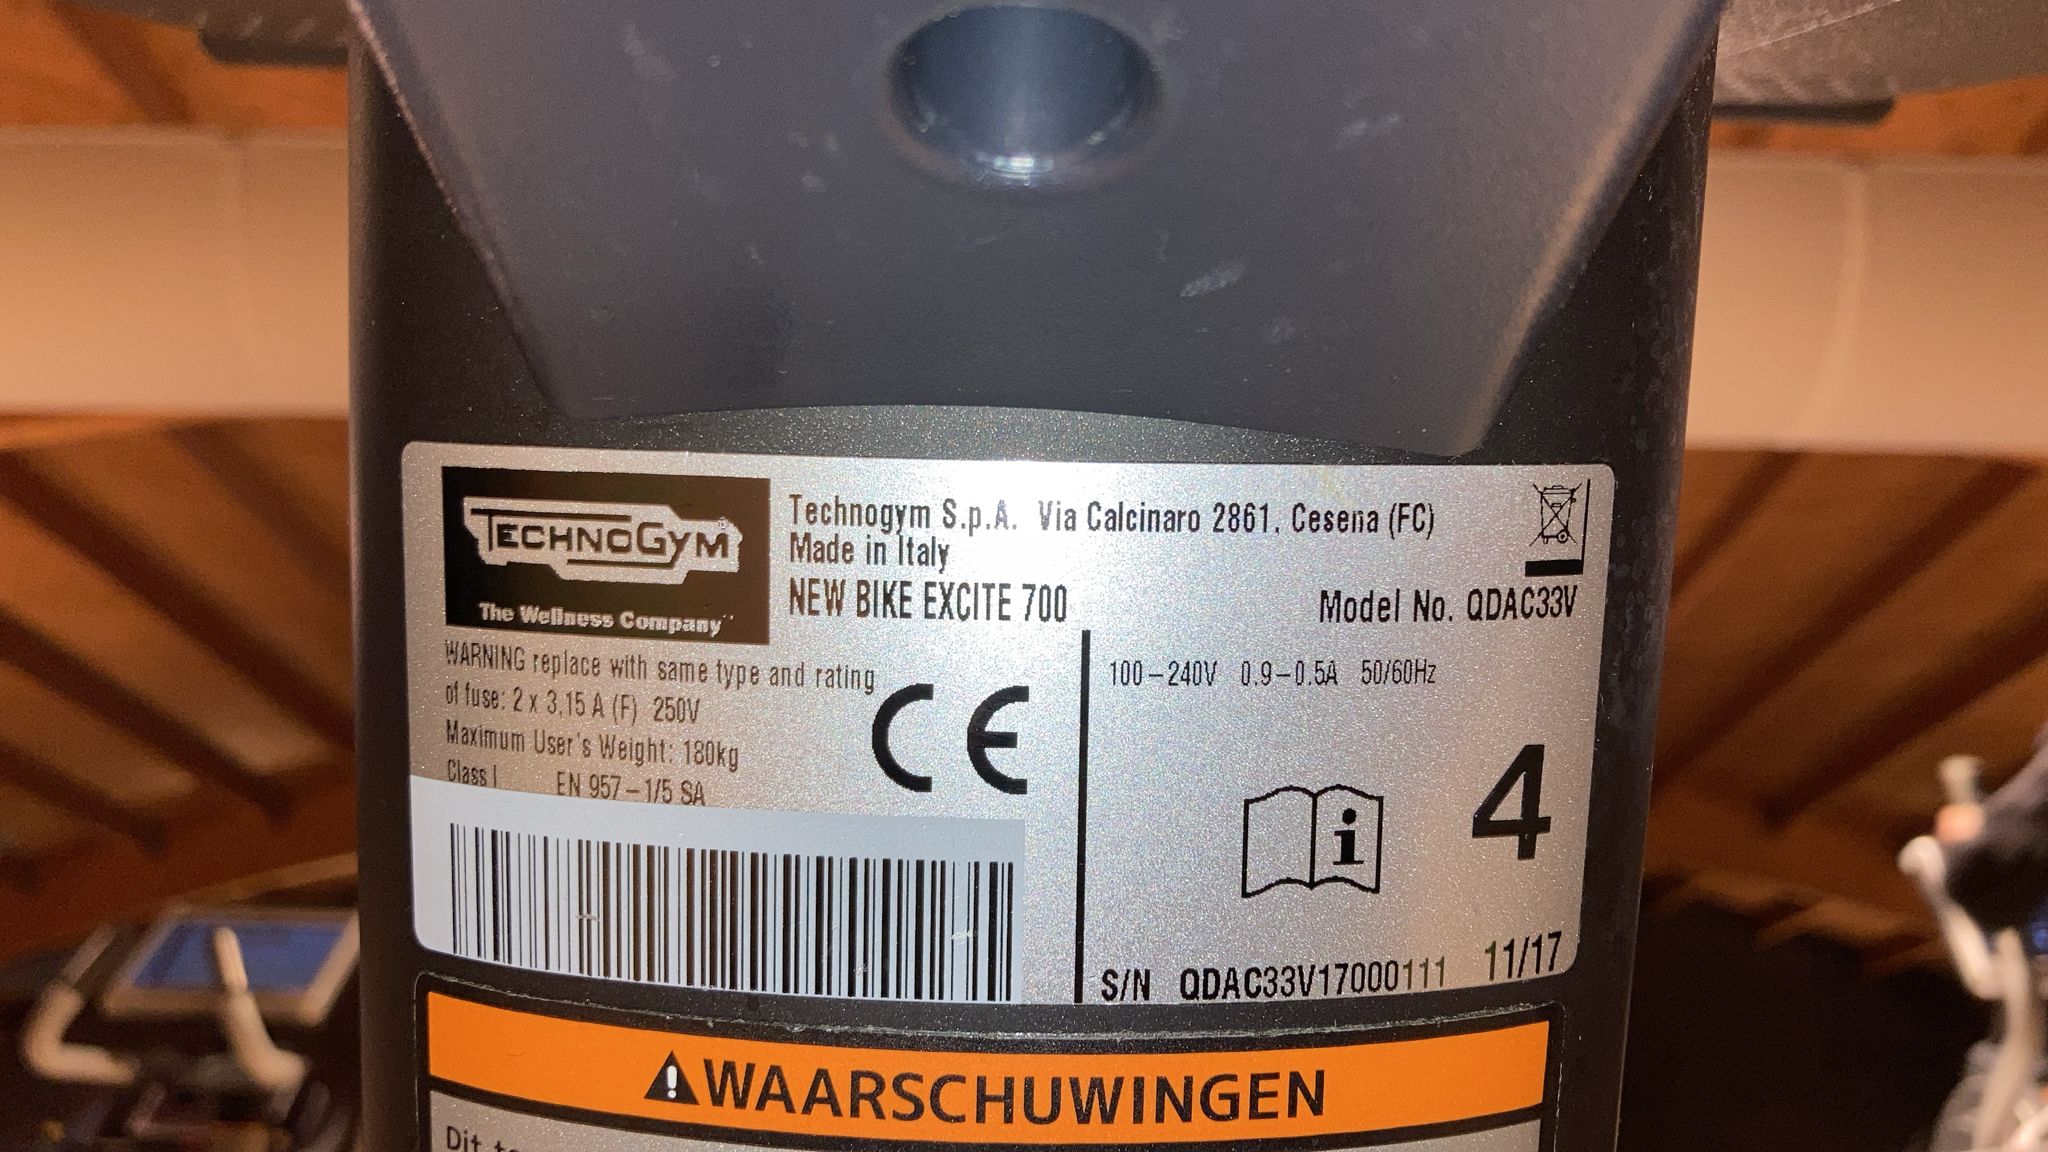 TECHNOGYM®
The Wellness Company
Technogym S.p.A. Via Calcinaro 2861, Cesena (FC)
Made in Italy
NEW BIKE EXCITE 700
Model No. QDAC33V
WARNING replace with same type and rating
of fuse: 2 x 3,15 A (F) 250V
Maximum User's Weight: 180kg
Class I EN 957-1/5 SA
CE
100-240V 0.9-0.5A 50/60Hz
i
4
S/N QDAC33V17000111 11/17
WAARSCHUWINGEN
Dit